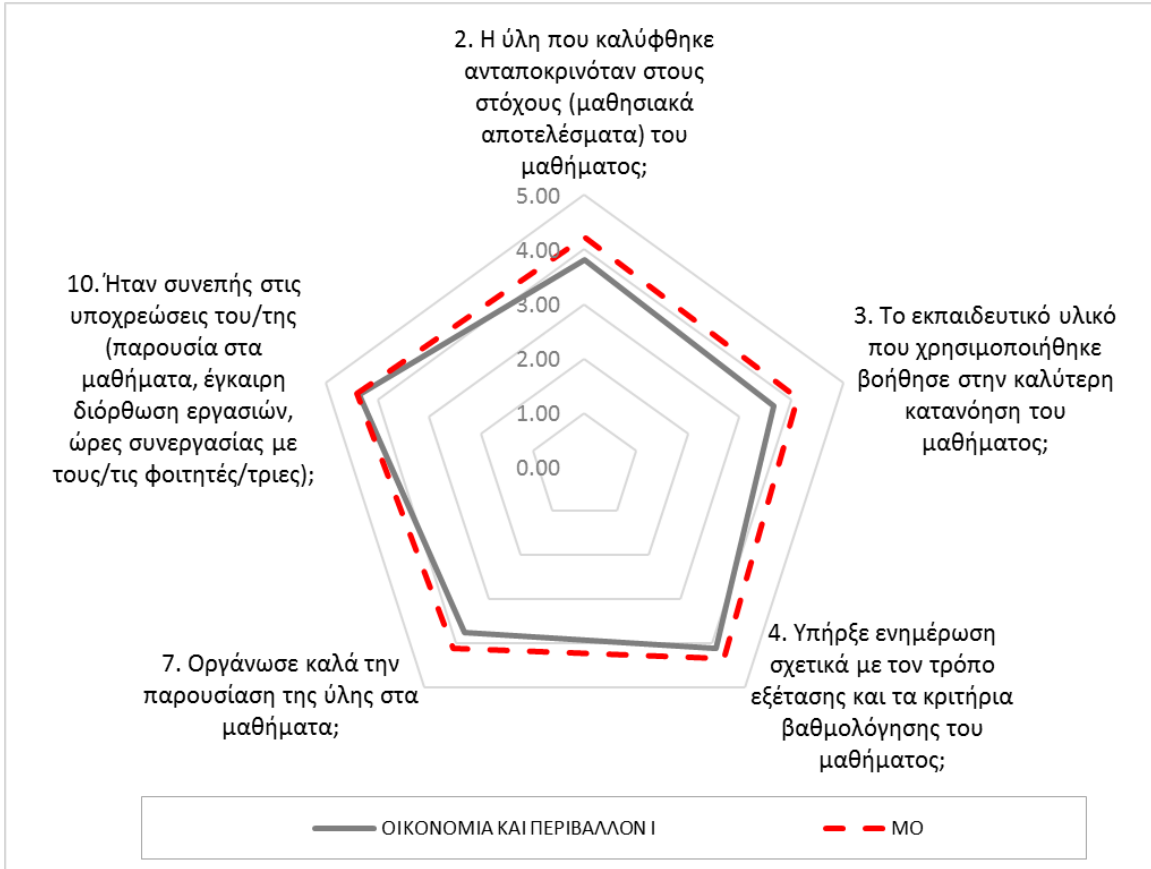 2. Η ύλη που καλύφθηκε
ανταποκρινόταν στους
στόχους (μαθησιακά
αποτελέσματα) του
μαθήματος;
5.00
4.00
3.00
2.00
1.00
0.00
3. Το εκπαιδευτικό υλικό
που χρησιμοποιήθηκε
βοήθησε στην καλύτερη
κατανόηση του
μαθήματος;
4. Υπήρξε ενημέρωση
σχετικά με τον τρόπο
εξέτασης και τα κριτήρια
βαθμολόγησης του
μαθήματος;
7. Οργάνωσε καλά την
παρουσίαση της ύλης στα
μαθήματα;
10. Ήταν συνεπής στις
υποχρεώσεις του/της
(παρουσία στα
μαθήματα, έγκαιρη
διόρθωση εργασιών,
ώρες συνεργασίας με
τους/τις φοιτητές/τριες);
ΟΙΚΟΝΟΜΙΑ ΚΑΙ ΠΕΡΙΒΑΛΛΟΝ Ι
ΜΟ